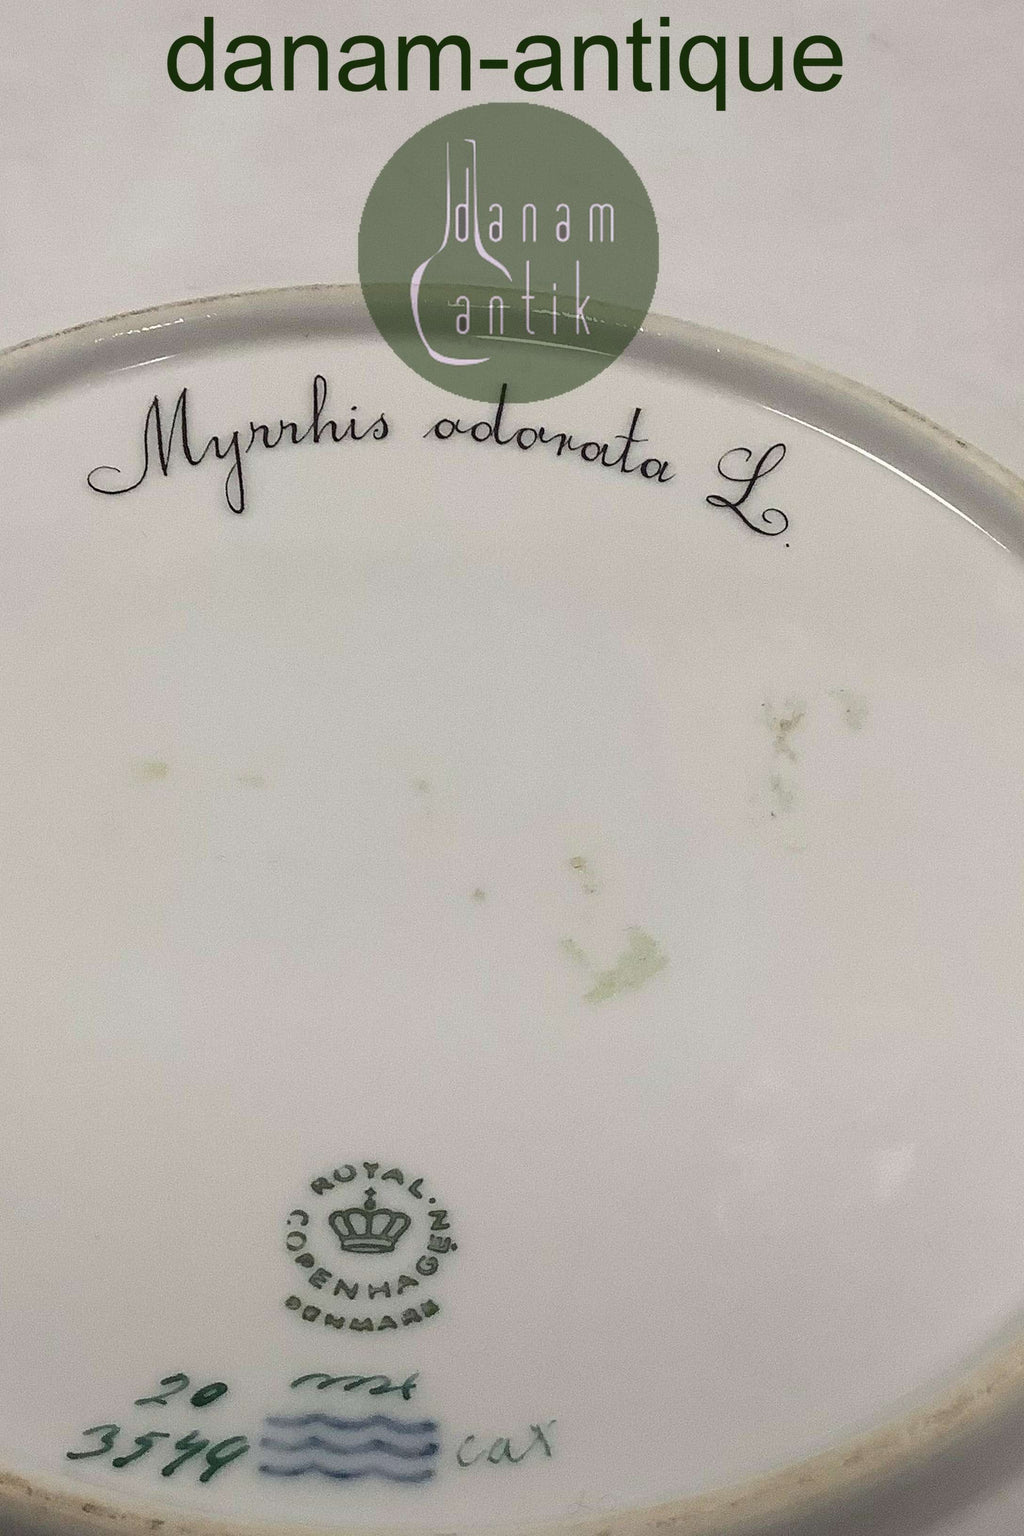 danam-antique
danam
antik
Myrrhis odorata L.
ROYAL
COPENHAGEN
DENMARK
20
3549